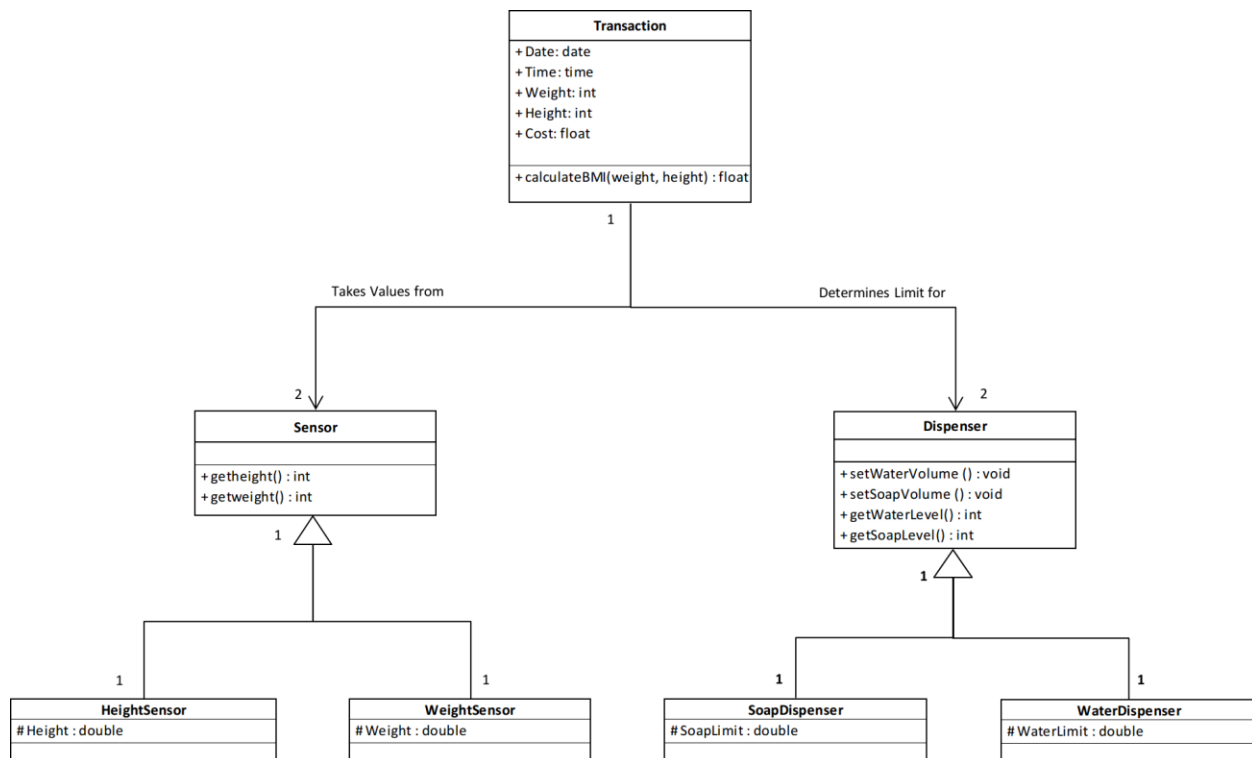 Transaction
+ Date: date
+ Time: time
+ Weight: int
+ Height: int
+ Cost: float
+ calculateBMI(weight, height) : float
1
Takes Values from
Determines Limit for
2
2
Sensor
+ getheight() : int
+ getweight() : int
Dispenser
+ setWaterVolume () : void
+ setSoapVolume () : void
+ getWaterLevel() : int
+ getSoapLevel() : int
1
1
1
1
1
1
HeightSensor
# Height : double
WeightSensor
# Weight : double
SoapDispenser
# SoapLimit : double
WaterDispenser
# WaterLimit : double